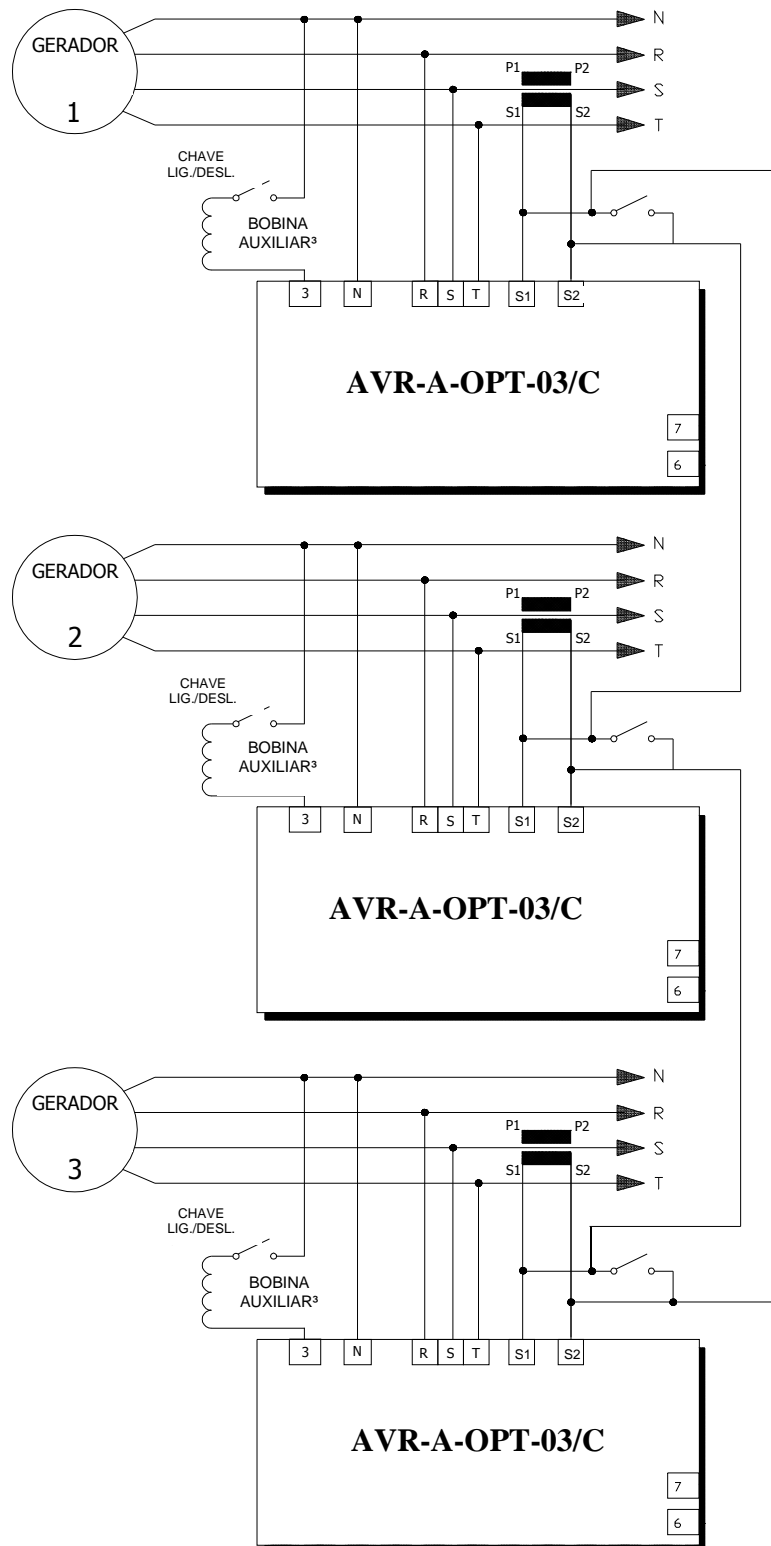 GERADOR
1
N
R
S
T
P1 P2
S1 S2
CHAVE
LIG./DESL.
BOBINA
AUXILIAR³
3 N R S T S1 S2
AVR-A-OPT-03/C
7
6
GERADOR
2
N
R
S
T
P1 P2
S1 S2
CHAVE
LIG./DESL.
BOBINA
AUXILIAR³
3 N R S T S1 S2
AVR-A-OPT-03/C
7
6
GERADOR
3
N
R
S
T
P1 P2
S1 S2
CHAVE
LIG./DESL.
BOBINA
AUXILIAR³
3 N R S T S1 S2
AVR-A-OPT-03/C
7
6